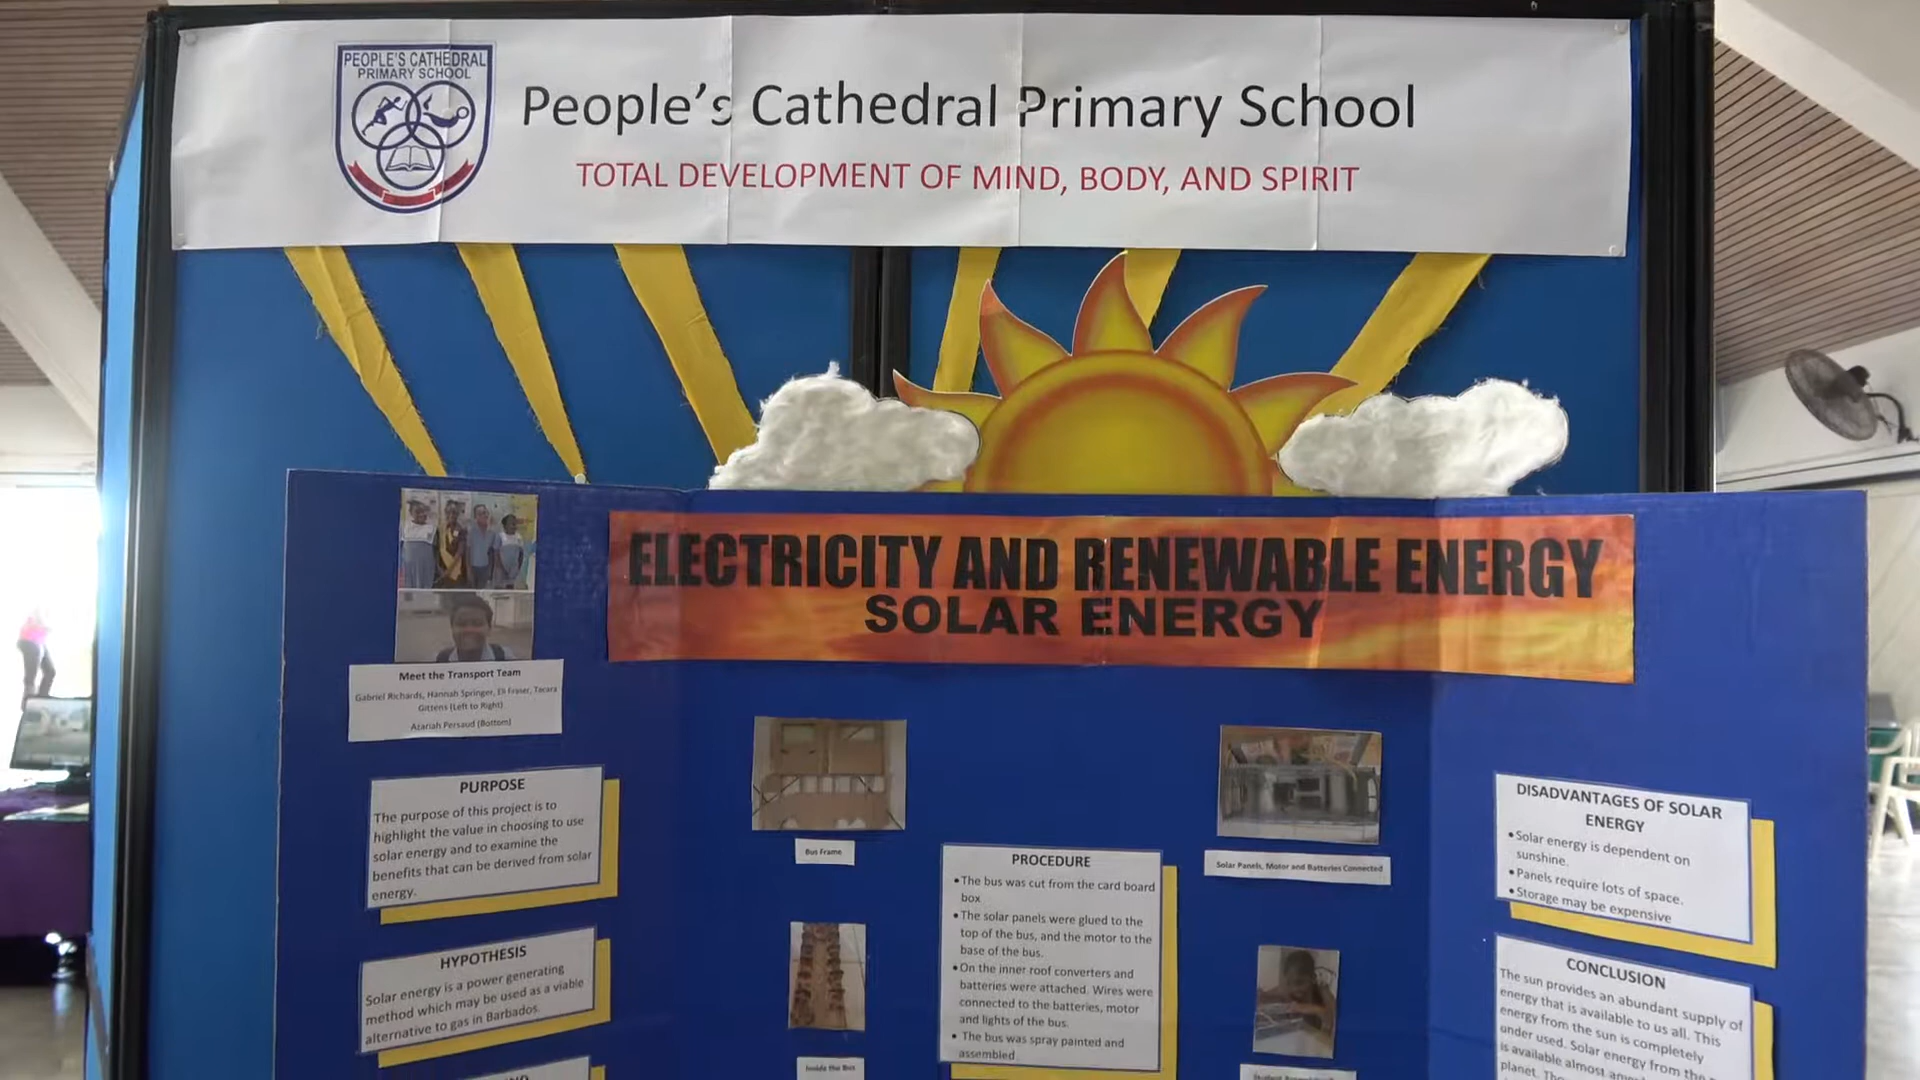 PEOPLE'S CATHEDRAL
PRIMARY SCHOOL
People's Cathedral Primary School
TOTAL DEVELOPMENT OF MIND, BODY, AND SPIRIT
ELECTRICITY AND RENEWABLE ENERGY
SOLAR ENERGY
Meet the Transport Team
Gabriel Richards, Hannah Springer, Eli Fraser, Tacara
Gittens (Left to Right)
Azariah Persaud (Bottom)
PURPOSE
The purpose of this project is to
highlight the value in choosing to use
solar energy and to examine the
benefits that can be derived from solar
energy.
HYPOTHESIS
Solar energy is a power generating
method which may be used as a viable
alternative to gas in Barbados.
Bus Frame
Inside the Bus
PROCEDURE
•The bus was cut from the card board
box
•The solar panels were glued to the
top of the bus, and the motor to the
base of the bus.
•On the inner roof converters and
batteries were attached. Wires were
connected to the batteries, motor
and lights of the bus.
• The bus was spray painted and
assembled.
Solar Panels, Motor and Batteries Connected
DISADVANTAGES OF SOLAR
ENERGY
•Solar energy is dependent on
sunshine.
•Panels require lots of space.
•Storage may be expensive
CONCLUSION
The sun provides an abundant supply of
energy that is available to us all. This
energy from the sun is completely
under used. Solar energy from the
is available almost
planet.